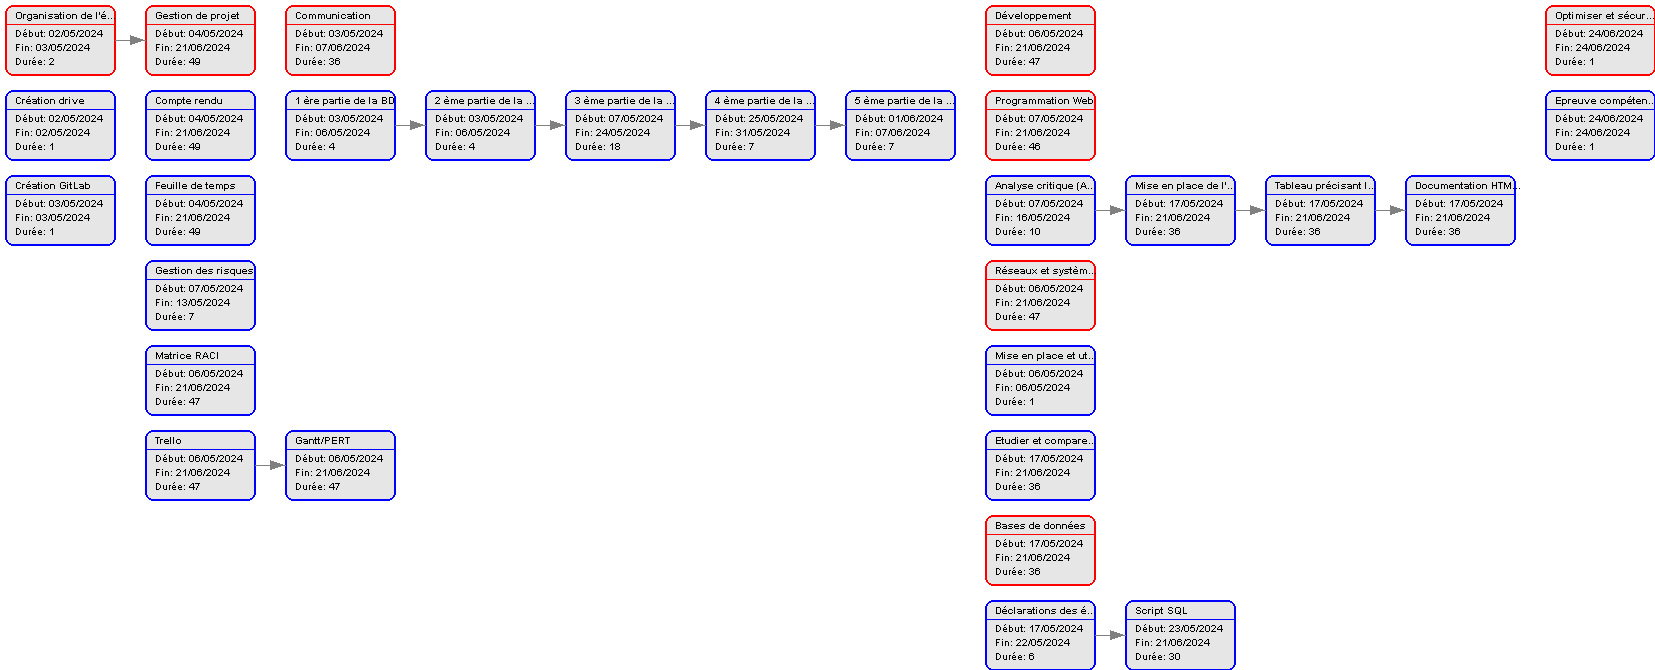 Organisation de l'é...
Début: 02/05/2024
Fin: 03/05/2024
Durée: 2
Gestion de projet
Début: 04/05/2024
Fin: 21/06/2024
Durée: 49
Communication
Début: 03/05/2024
Fin: 07/06/2024
Durée: 36
Développement
Début: 06/05/2024
Fin: 21/06/2024
Durée: 47
Optimiser et sécur...
Début: 24/06/2024
Fin: 24/06/2024
Durée: 1
Création drive
Début: 02/05/2024
Fin: 02/05/2024
Durée: 1
Compte rendu
Début: 04/05/2024
Fin: 21/06/2024
Durée: 49
1 ère partie de la BD
Début: 03/05/2024
Fin: 06/05/2024
Durée: 4
2 ème partie de la ...
Début: 03/05/2024
Fin: 06/05/2024
Durée: 4
3 ème partie de la ...
Début: 07/05/2024
Fin: 24/05/2024
Durée: 18
4 ème partie de la ...
Début: 25/05/2024
Fin: 31/05/2024
Durée: 7
5 ème partie de la ...
Début: 01/06/2024
Fin: 07/06/2024
Durée: 7
Programmation Web
Début: 07/05/2024
Fin: 21/06/2024
Durée: 46
Epreuve compéten...
Début: 24/06/2024
Fin: 24/06/2024
Durée: 1
Création GitLab
Début: 03/05/2024
Fin: 03/05/2024
Durée: 1
Feuille de temps
Début: 04/05/2024
Fin: 21/06/2024
Durée: 49
Analyse critique (A...
Début: 07/05/2024
Fin: 16/05/2024
Durée: 10
Mise en place de l'...
Début: 17/05/2024
Fin: 21/06/2024
Durée: 36
Tableau précisant l...
Début: 17/05/2024
Fin: 21/06/2024
Durée: 36
Documentation HTM...
Début: 17/05/2024
Fin: 21/06/2024
Durée: 36
Gestion des risques
Début: 07/05/2024
Fin: 13/05/2024
Durée: 7
Réseaux et systèm...
Début: 06/05/2024
Fin: 21/06/2024
Durée: 47
Matrice RACI
Début: 06/05/2024
Fin: 21/06/2024
Durée: 47
Mise en place et ut...
Début: 06/05/2024
Fin: 06/05/2024
Durée: 1
Trello
Début: 06/05/2024
Fin: 21/06/2024
Durée: 47
Gantt/PERT
Début: 06/05/2024
Fin: 21/06/2024
Durée: 47
Etudier et compare...
Début: 17/05/2024
Fin: 21/06/2024
Durée: 36
Bases de données
Début: 17/05/2024
Fin: 21/06/2024
Durée: 36
Déclarations des é...
Début: 17/05/2024
Fin: 22/05/2024
Durée: 6
Script SQL
Début: 23/05/2024
Fin: 21/06/2024
Durée: 30